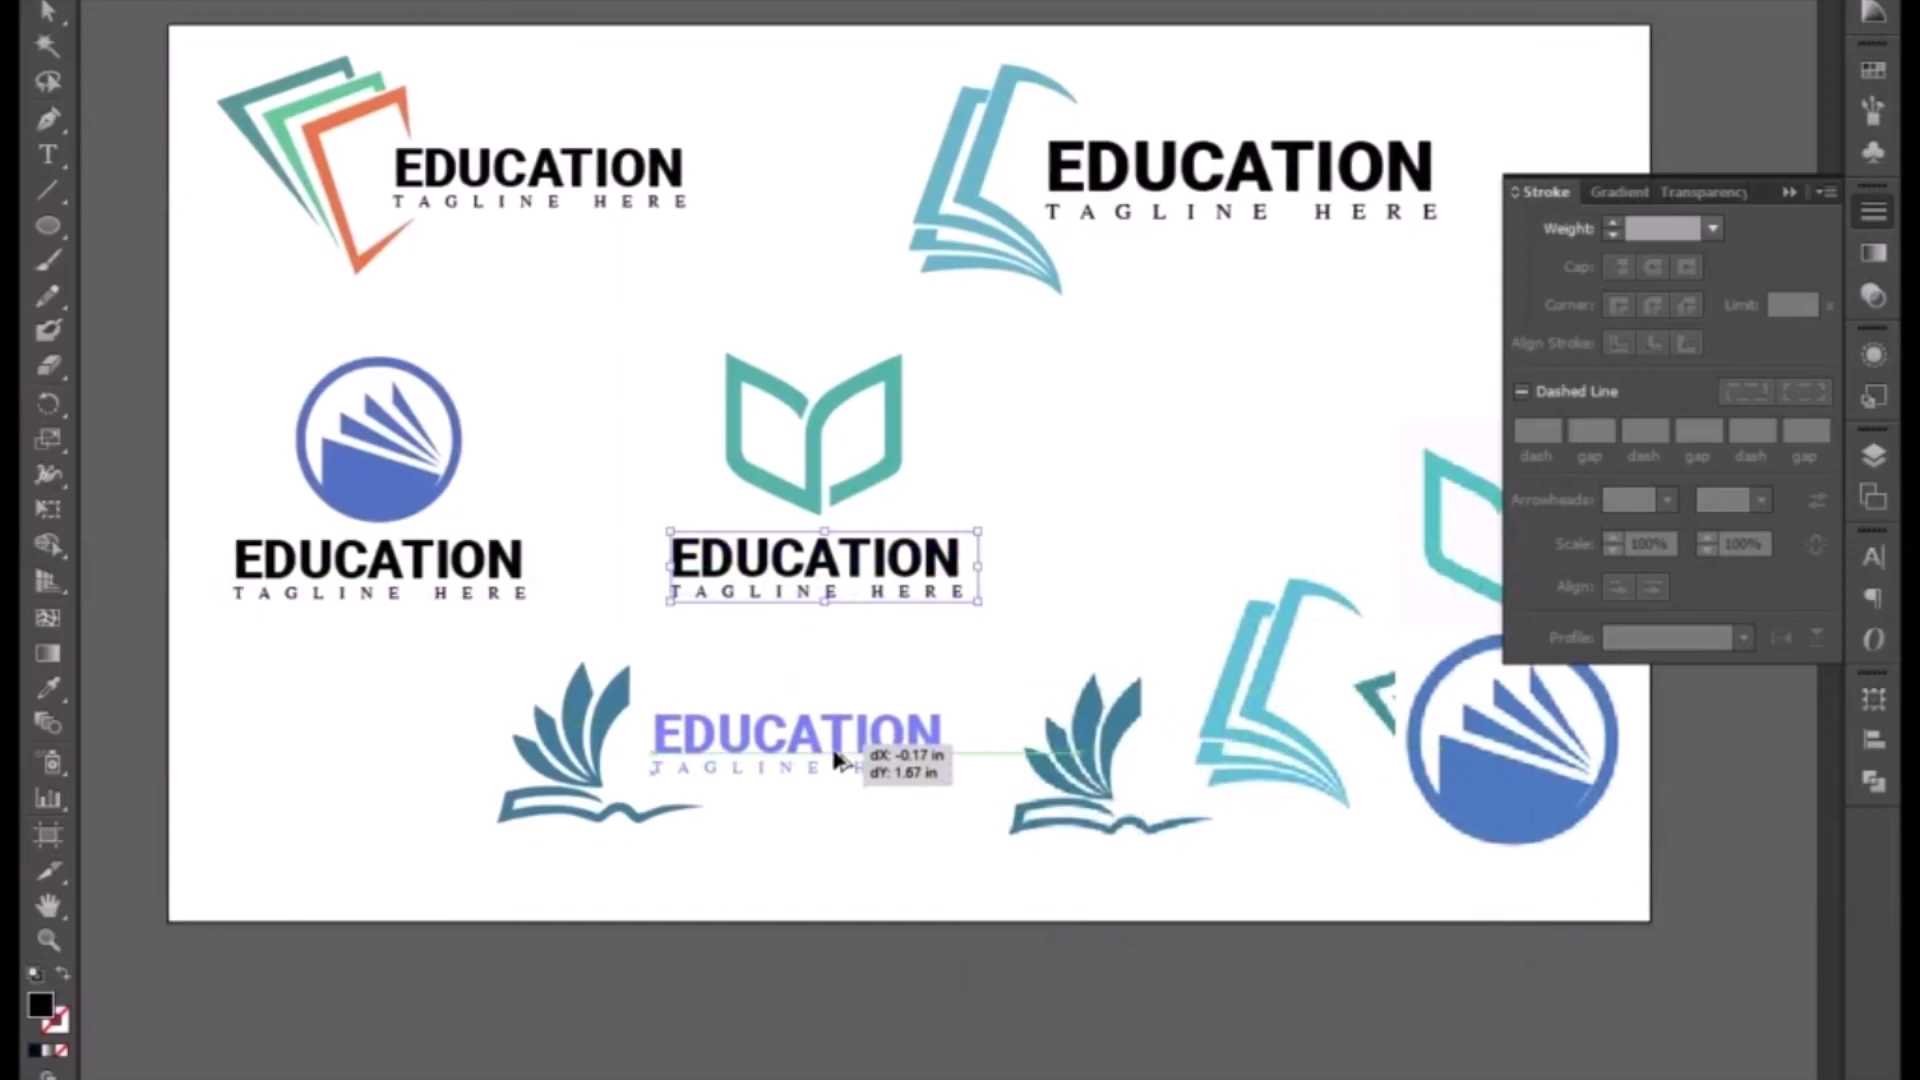 EDUCATION
TAGLINE HERE
EDUCATION
TAGLINE HERE
Stroke Gradient Transparency
Weight:
Cap:
Corner: Limit: x
Align Stroke:
Dashed Line
dash gap dash gap dash gap
Arrowheads:
Scale: 100% 100%
Align:
Profile:
EDUCATION
TAGLINE HERE
EDUCATION
TAGLINE HERE
EDUCATION
TAGLINE H
dX: -0.17 in
dY: 1.67 in